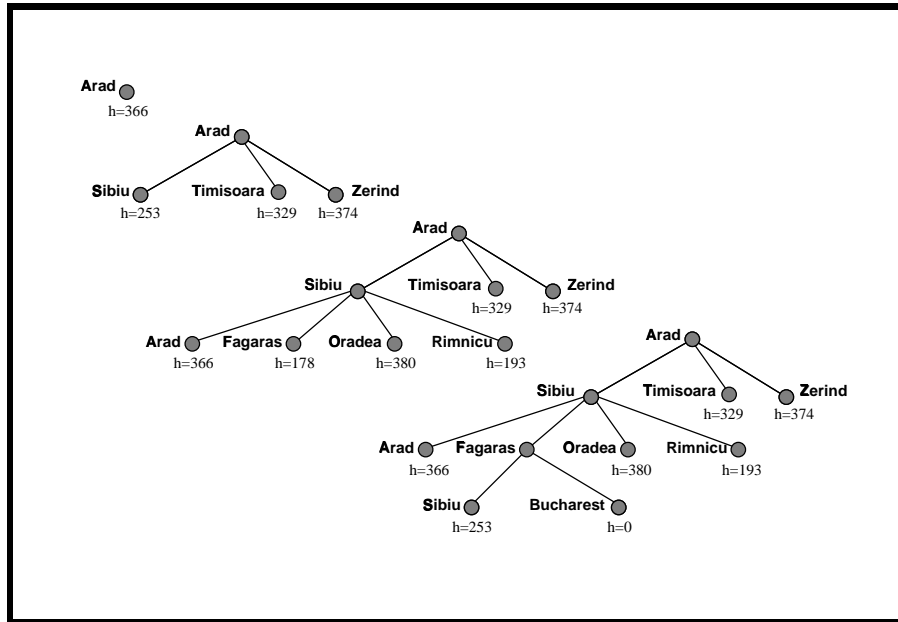 Arad
h=366
Arad
Sibiu Timisoara Zerind
h=253 h=329 h=374
Arad
Sibiu Timisoara Zerind
h=329 h=374
Arad Fagaras Oradea Rimnicu
h=366 h=178 h=380 h=193
Arad
Sibiu Timisoara Zerind
h=329 h=374
Arad Fagaras Oradea Rimnicu
h=366 h=380 h=193
Sibiu Bucharest
h=253 h=0